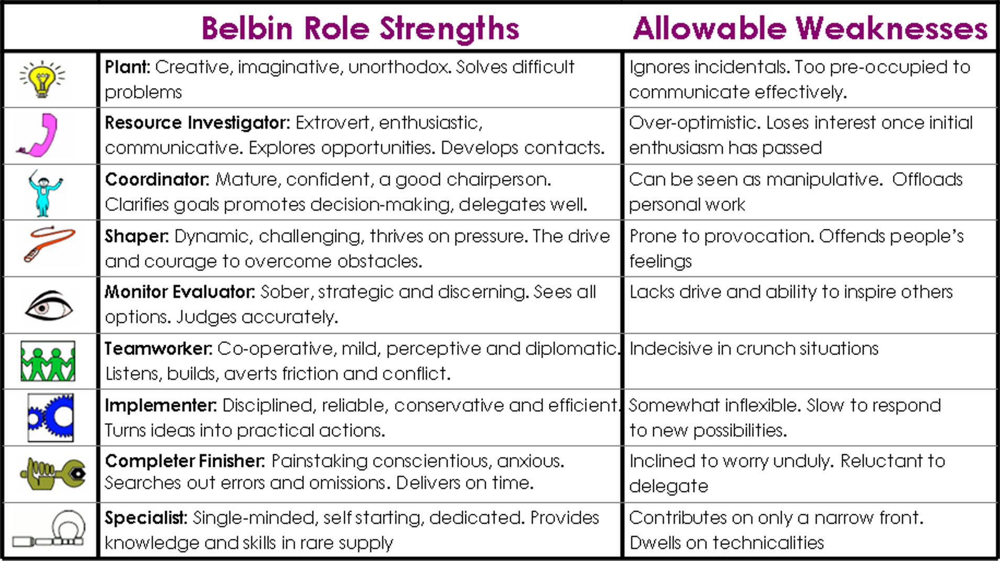 Belbin Role Strengths
Allowable Weaknesses
Plant: Creative, imaginative, unorthodox. Solves difficult
problems
Ignores incidentals. Too pre-occupied to
communicate effectively.
Resource Investigator: Extrovert, enthusiastic,
communicative. Explores opportunities. Develops contacts.
Over-optimistic. Loses interest once initial
enthusiasm has passed
Coordinator: Mature, confident, a good chairperson.
Clarifies goals promotes decision-making, delegates well.
Can be seen as manipulative. Offloads
personal work
Shaper: Dynamic, challenging, thrives on pressure. The drive
and courage to overcome obstacles.
Prone to provocation. Offends people’s
feelings
Monitor Evaluator: Sober, strategic and discerning. Sees all
options. Judges accurately.
Lacks drive and ability to inspire others
Teamworker: Co-operative, mild, perceptive and diplomatic.
Listens, builds, averts friction and conflict.
Indecisive in crunch situations
Implementer: Disciplined, reliable, conservative and efficient.
Turns ideas into practical actions.
Somewhat inflexible. Slow to respond
to new possibilities.
Completer Finisher: Painstaking conscientious, anxious.
Searches out errors and omissions. Delivers on time.
Inclined to worry unduly. Reluctant to
delegate
Specialist: Single-minded, self starting, dedicated. Provides
knowledge and skills in rare supply
Contributes on only a narrow front.
Dwells on technicalities